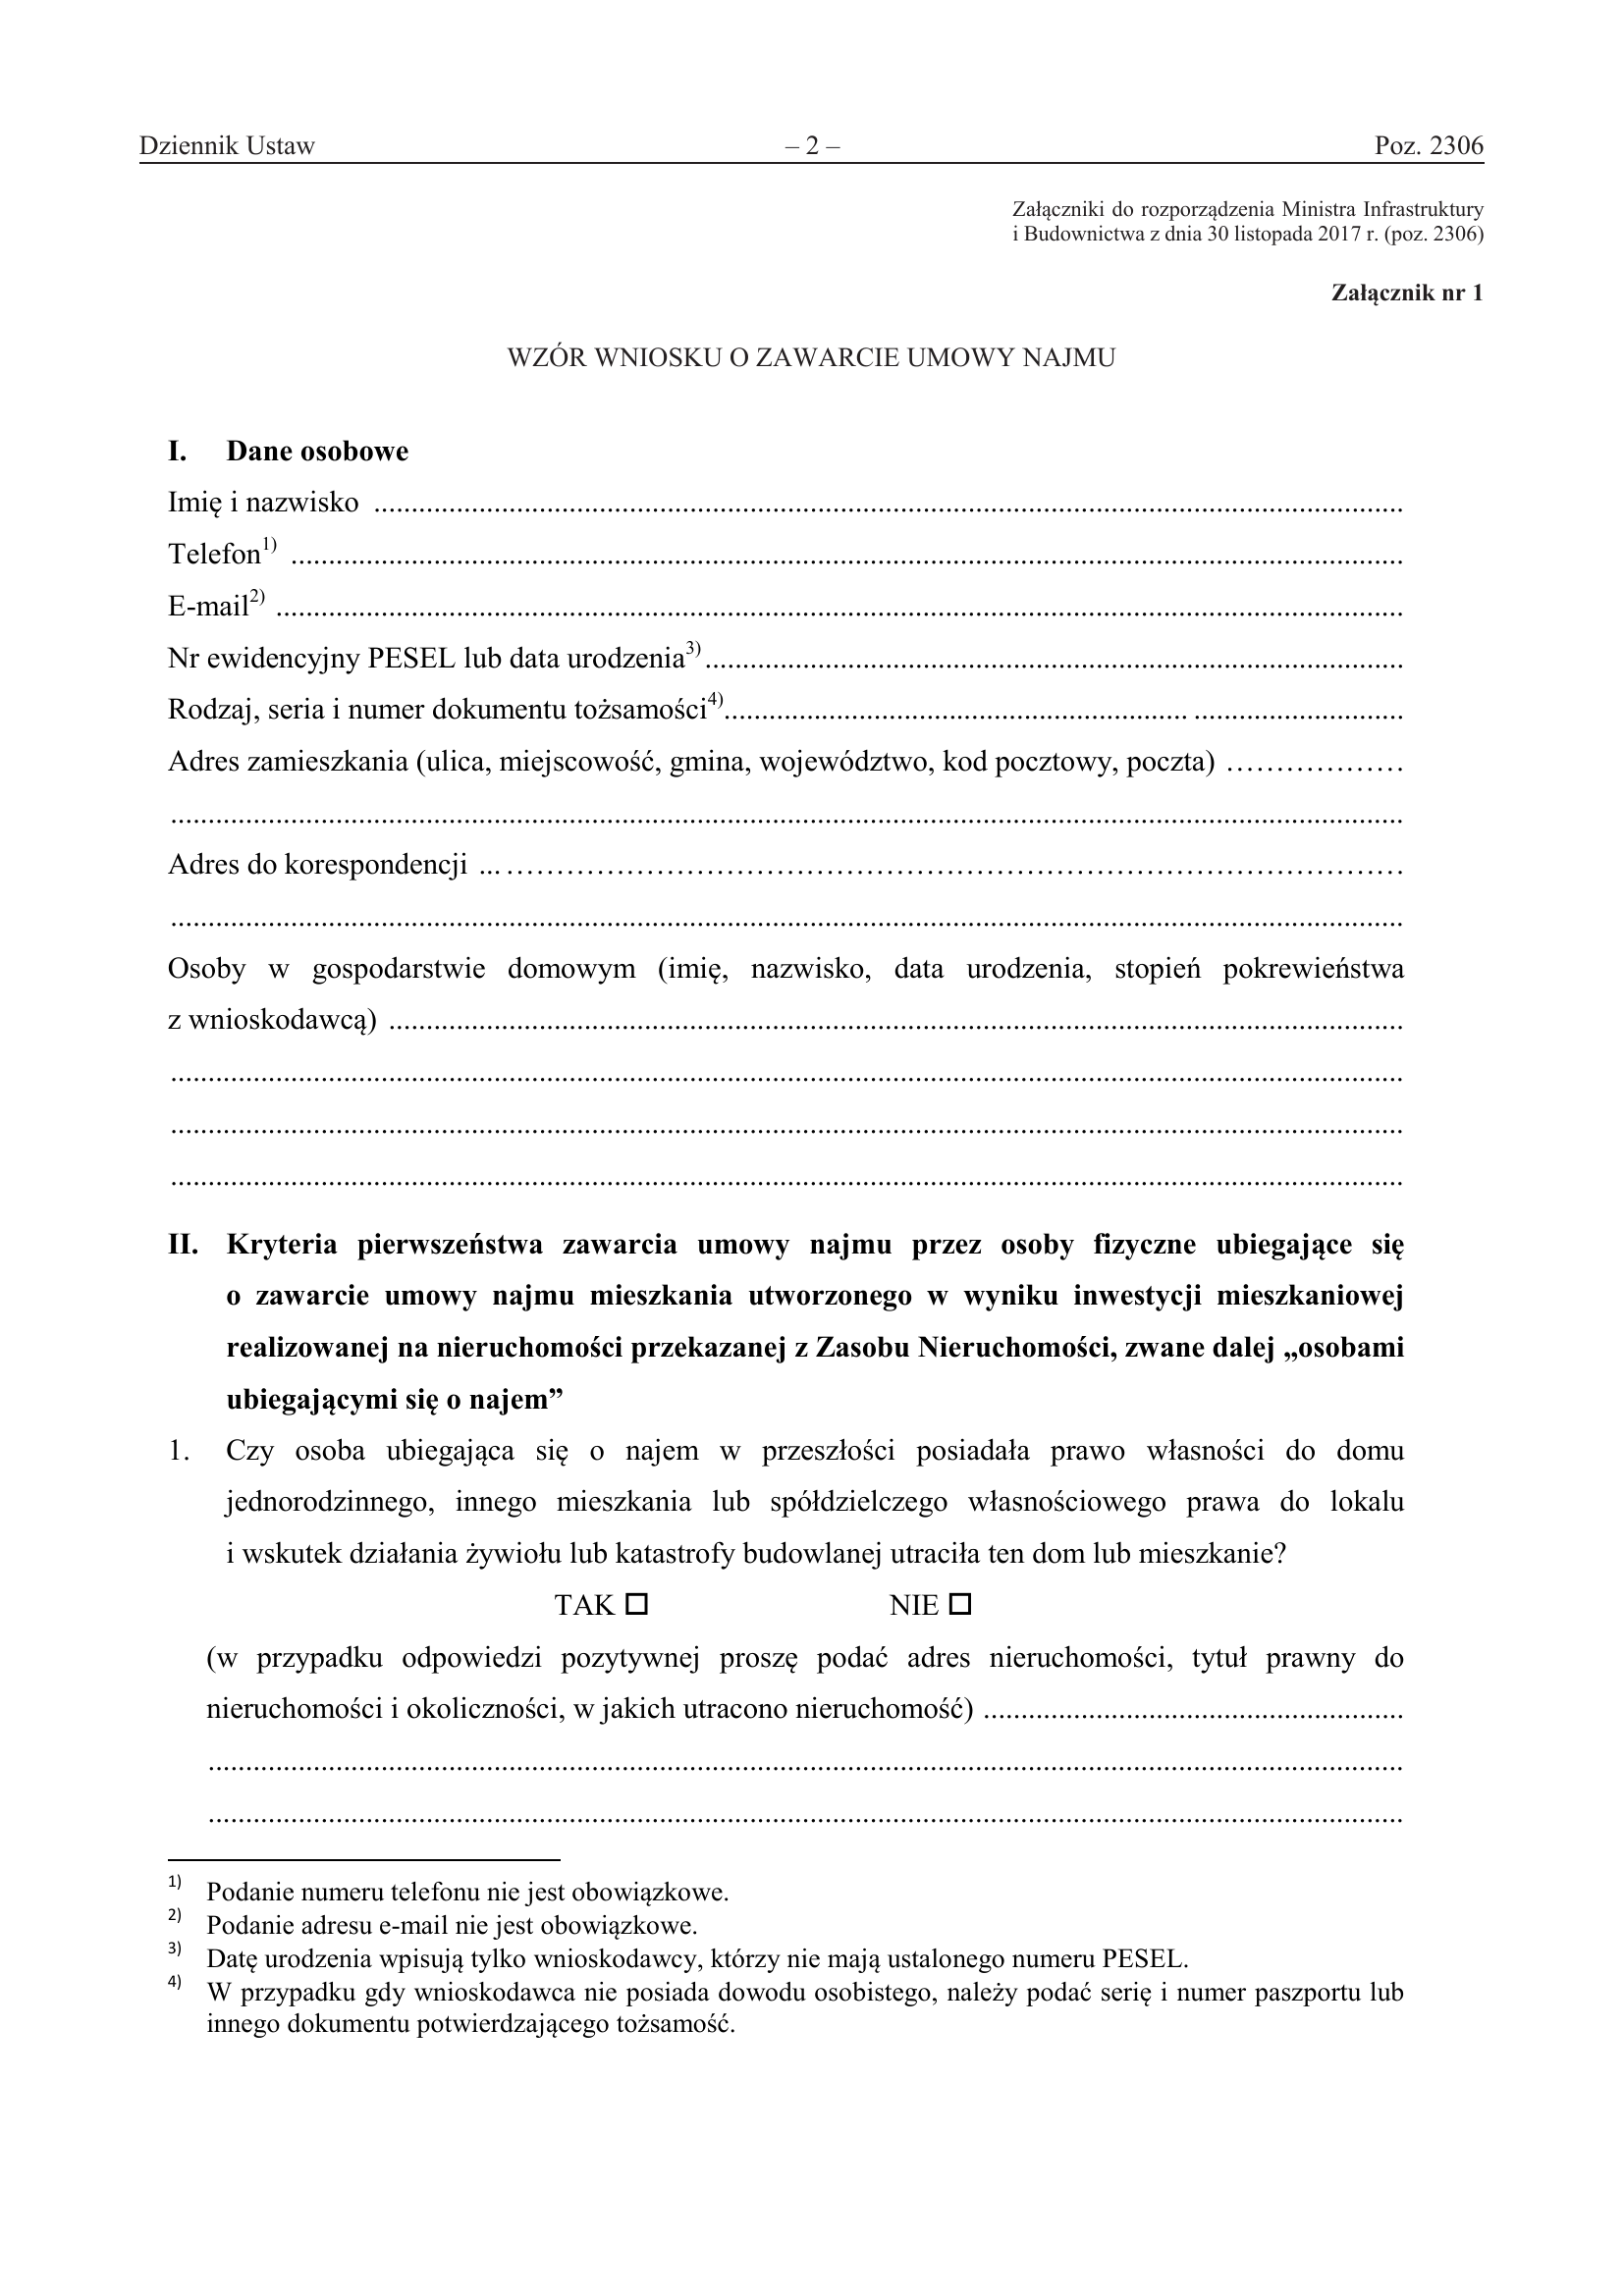 Dziennik Ustaw – 2 – Poz. 2306
Załączniki do rozporządzenia Ministra Infrastruktury
i Budownictwa z dnia 30 listopada 2017 r. (poz. 2306)
Załącznik nr 1
WZÓR WNIOSKU O ZAWARCIE UMOWY NAJMU
I. Dane osobowe
Imię i nazwisko ..........
Telefon1) ..........
E-mail2) ..........
Nr ewidencyjny PESEL lub data urodzenia3)..........
Rodzaj, seria i numer dokumentu tożsamości4).......... ..........
Adres zamieszkania (ulica, miejscowość, gmina, województwo, kod pocztowy, poczta) ..........
..........
Adres do korespondencji ..........
..........
Osoby w gospodarstwie domowym (imię, nazwisko, data urodzenia, stopień pokrewieństwa
z wnioskodawcą) ..........
..........
..........
..........
II. Kryteria pierwszeństwa zawarcia umowy najmu przez osoby fizyczne ubiegające się
o zawarcie umowy najmu mieszkania utworzonego w wyniku inwestycji mieszkaniowej
realizowanej na nieruchomości przekazanej z Zasobu Nieruchomości, zwane dalej „osobami
ubiegającymi się o najem”
1. Czy osoba ubiegająca się o najem w przeszłości posiadała prawo własności do domu
jednorodzinnego, innego mieszkania lub spółdzielczego własnościowego prawa do lokalu
i wskutek działania żywiołu lub katastrofy budowlanej utraciła ten dom lub mieszkanie?
TAK ☐ NIE ☐
(w przypadku odpowiedzi pozytywnej proszę podać adres nieruchomości, tytuł prawny do
nieruchomości i okoliczności, w jakich utracono nieruchomość) ..........
..........
..........
1) Podanie numeru telefonu nie jest obowiązkowe.
2) Podanie adresu e-mail nie jest obowiązkowe.
3) Datę urodzenia wpisują tylko wnioskodawcy, którzy nie mają ustalonego numeru PESEL.
4) W przypadku gdy wnioskodawca nie posiada dowodu osobistego, należy podać serię i numer paszportu lub
innego dokumentu potwierdzającego tożsamość.